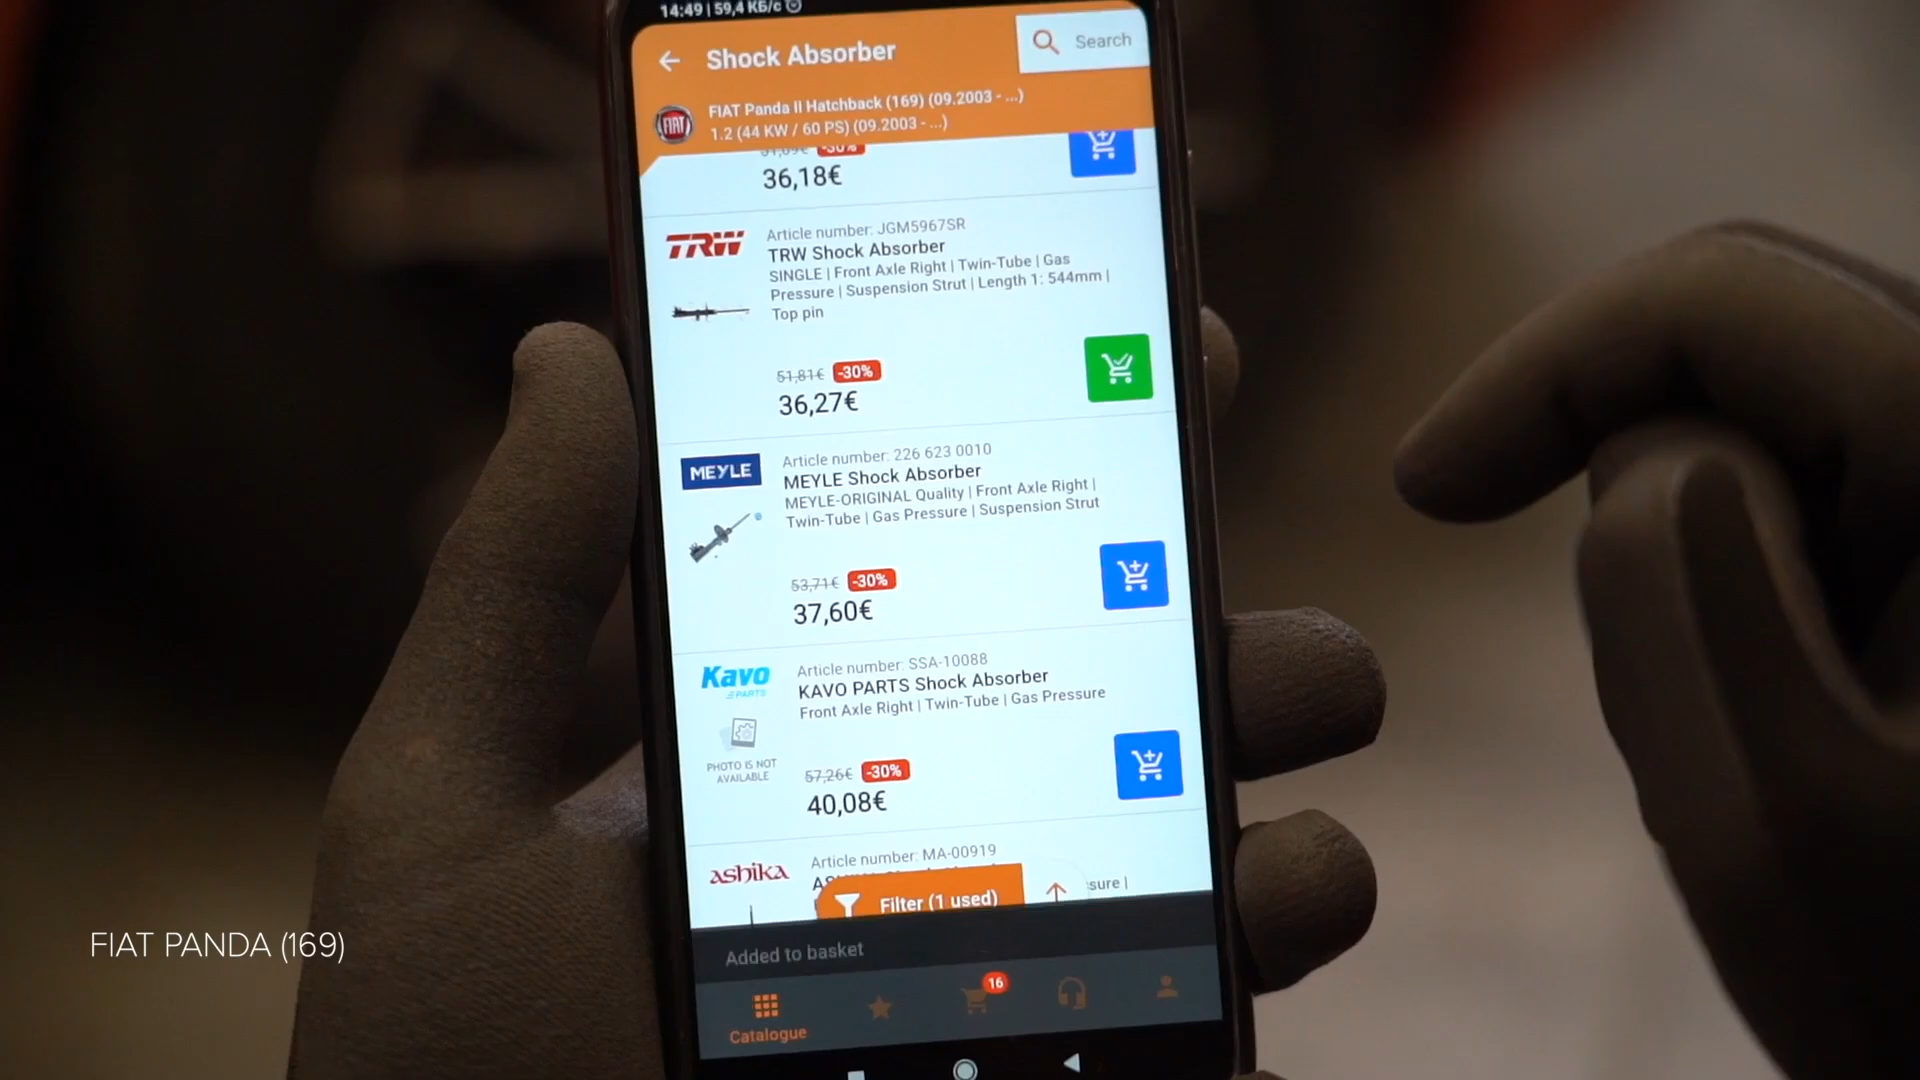 14:49 | 59,4 КБ/с
Shock Absorber
Search
FIAT
FIAT Panda II Hatchback (169) (09.2003 - ...)
1.2 (44 KW / 60 PS) (09.2003 - ...)
-30%
36,18€
TRW
Article number: JGM5967SR
TRW Shock Absorber
SINGLE | Front Axle Right | Twin-Tube | Gas
Pressure | Suspension Strut | Length 1: 544mm |
Top pin
51,81€ -30%
36,27€
MEYLE
Article number: 226 623 0010
MEYLE Shock Absorber
MEYLE-ORIGINAL Quality | Front Axle Right |
Twin-Tube | Gas Pressure | Suspension Strut
53,71€ -30%
37,60€
Kavo
PARTS
Article number: SSA-10088
KAVO PARTS Shock Absorber
Front Axle Right | Twin-Tube | Gas Pressure
PHOTO IS NOT
AVAILABLE
57,26€ -30%
40,08€
ashika
Article number: MA-00919
sure |
Filter (1 used)
Added to basket
16
Catalogue
FIAT PANDA (169)